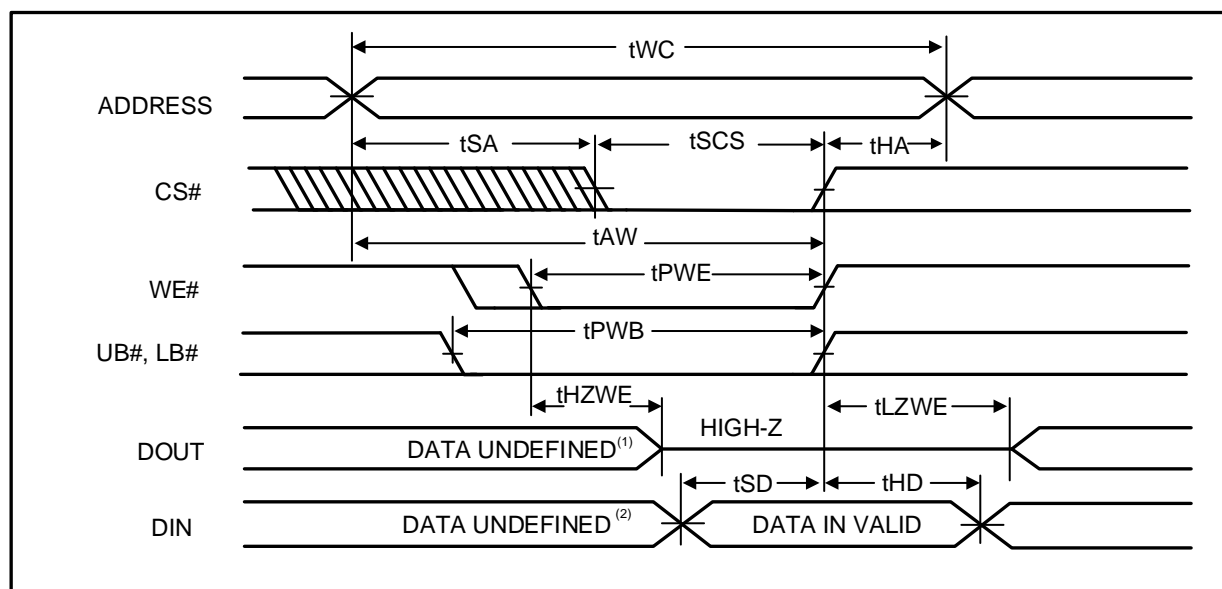 tWC
ADDRESS
tSA
tSCS
tHA
CS#
tAW
WE#
tPWE
tPWB
UB#, LB#
tHZWE
tLZWE
HIGH-Z
DOUT
DATA UNDEFINED(1)
tSD
tHD
DIN
DATA UNDEFINED (2)
DATA IN VALID